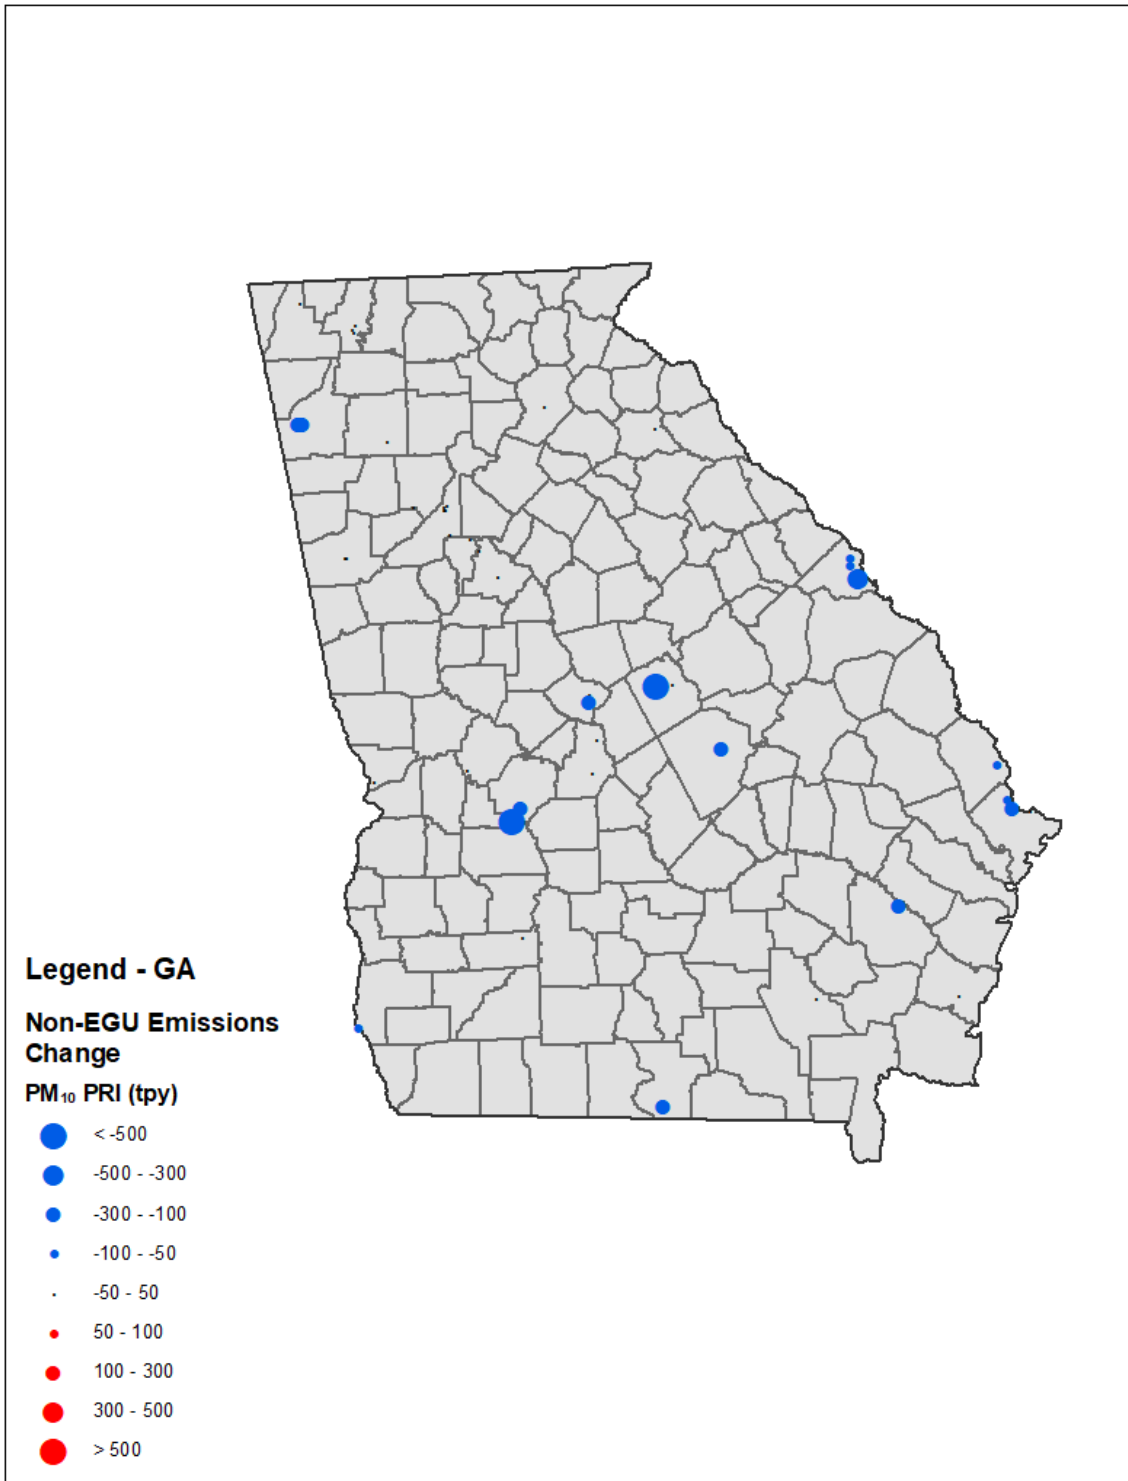 Legend - GA
Non-EGU Emissions
Change
PM₁₀ PRI (tpy)
< -500
-500 - -300
-300 - -100
-100 - -50
-50 - 50
50 - 100
100 - 300
300 - 500
> 500